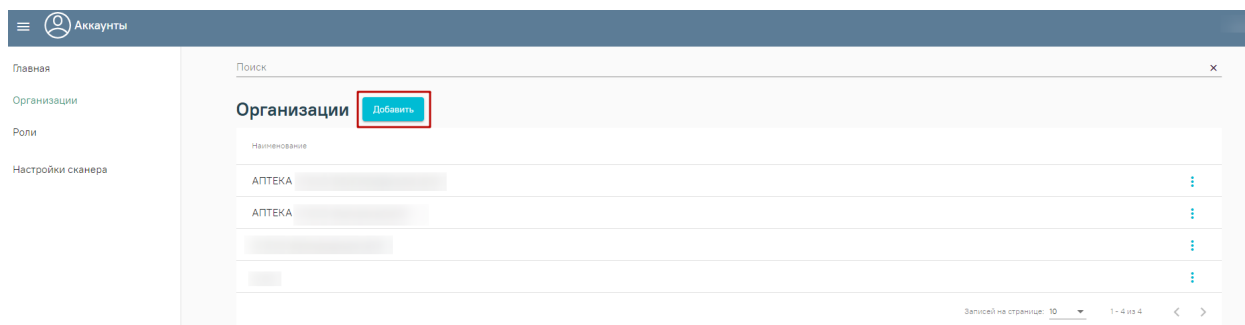 Аккаунты
Главная
Организации
Роли
Настройки сканера
Поиск
Организации Добавить
Наименование
АПТЕКА
АПТЕКА
Записей на странице: 10 1 - 4 из 4